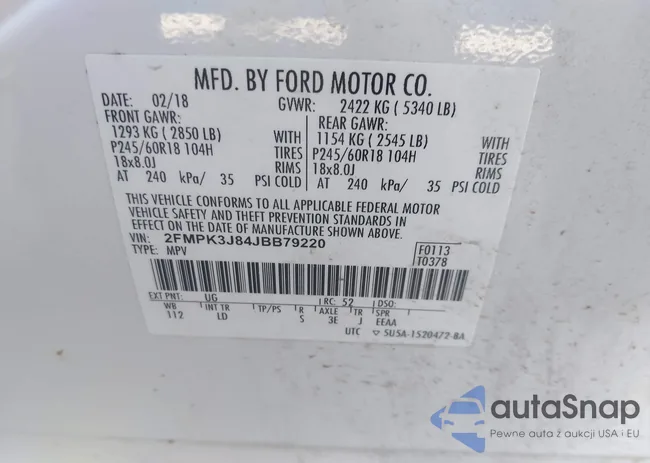 MFD. BY FORD MOTOR CO.
DATE: 02/18 GVWR: 2422 KG ( 5340 LB)
FRONT GAWR: REAR GAWR:
1293 KG ( 2850 LB) WITH 1154 KG ( 2545 LB) WITH
P245/60R18 104H TIRES P245/60R18 104H TIRES
18x8.0J RIMS 18x8.0J RIMS
AT 240 kPa/ 35 PSI COLD AT 240 kPa/ 35 PSI COLD
THIS VEHICLE CONFORMS TO ALL APPLICABLE FEDERAL MOTOR
VEHICLE SAFETY AND THEFT PREVENTION STANDARDS IN
EFFECT ON THE DATE OF MANUFACTURE SHOWN ABOVE.
VIN: 2FMPK3J84JBB79220 F0113
TYPE: MPV T0378
EXT PNT: UG RC: 52 DSO:
WB INT TR TP/PS R AXLE TR SPR
112 LD S 3E J EEAA
UTC 5U5A-1520472-BA
autoSnap
Pewne auta z aukcji USA i EU